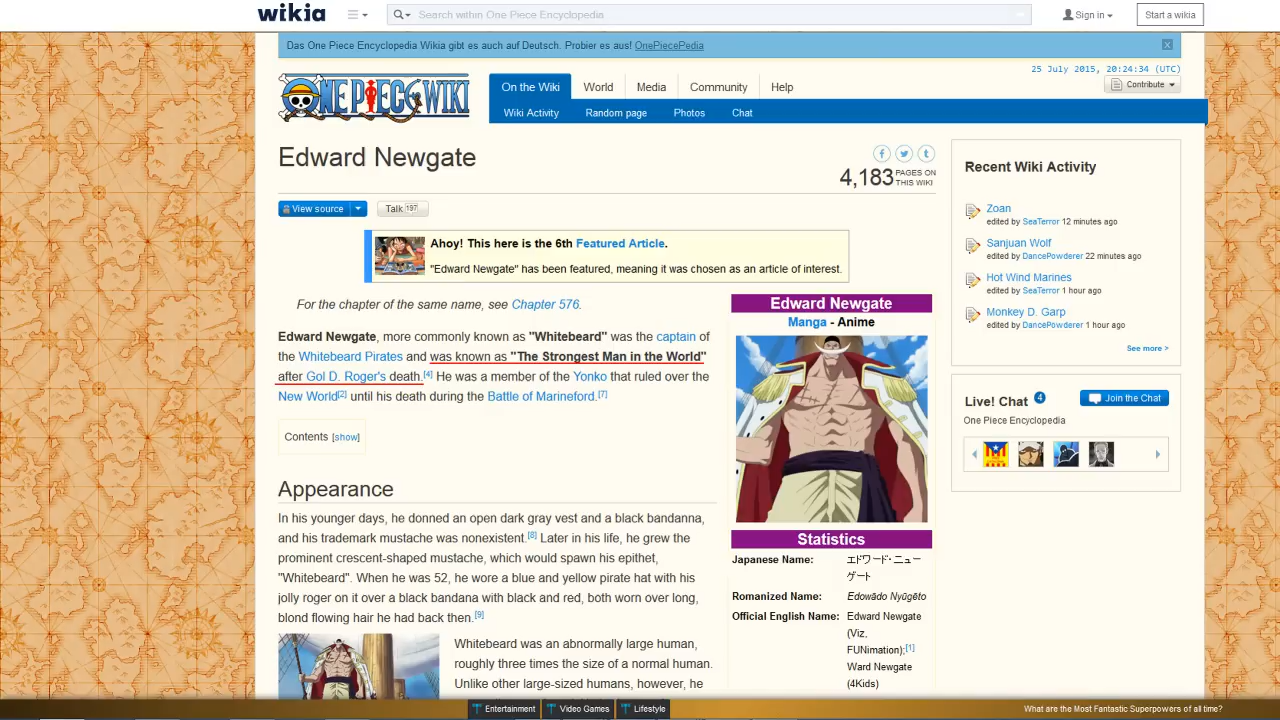 wikia
Search within One Piece Encyclopedia
Sign in
Start a wikia
Das One Piece Encyclopedia Wikia gibt es auch auf Deutsch. Probier es aus! OnePiecePedia
25 July 2015, 20:24:34 (UTC)
ONE PIECE WIKI
On the Wiki
World
Media
Community
Help
Contribute
Wiki Activity
Random page
Photos
Chat
Edward Newgate
4,183 PAGES ON THIS WIKI
View source
Talk 197
Ahoy! This here is the 6th Featured Article.
"Edward Newgate" has been featured, meaning it was chosen as an article of interest.
For the chapter of the same name, see Chapter 576.
Edward Newgate, more commonly known as "Whitebeard" was the captain of
the Whitebeard Pirates and was known as "The Strongest Man in the World"
after Gol D. Roger's death.[4] He was a member of the Yonko that ruled over the
New World[2] until his death during the Battle of Marineford.[7]
Contents [show]
Appearance
In his younger days, he donned an open dark gray vest and a black bandanna,
and his trademark mustache was nonexistent.[8] Later in his life, he grew the
prominent crescent-shaped mustache, which would spawn his epithet,
"Whitebeard". When he was 52, he wore a blue and yellow pirate hat with his
jolly roger on it over a black bandana with black and red, both worn over long,
blond flowing hair he had back then.[9]
Whitebeard was an abnormally large human,
roughly three times the size of a normal human.
Unlike other large-sized humans, however, he
Edward Newgate
Manga - Anime
Statistics
Japanese Name: エドワード・ニュー
ゲート
Romanized Name: Edowādo Nyūgēto
Official English Name: Edward Newgate
(Viz,
FUNimation);[1]
Ward Newgate
(4Kids)
Recent Wiki Activity
Zoan
edited by SeaTerror 12 minutes ago
Sanjuan Wolf
edited by DancePowderer 22 minutes ago
Hot Wind Marines
edited by SeaTerror 1 hour ago
Monkey D. Garp
edited by DancePowderer 1 hour ago
See more >
Live! Chat 4
Join the Chat
One Piece Encyclopedia
Entertainment
Video Games
Lifestyle
What are the Most Fantastic Superpowers of all time?